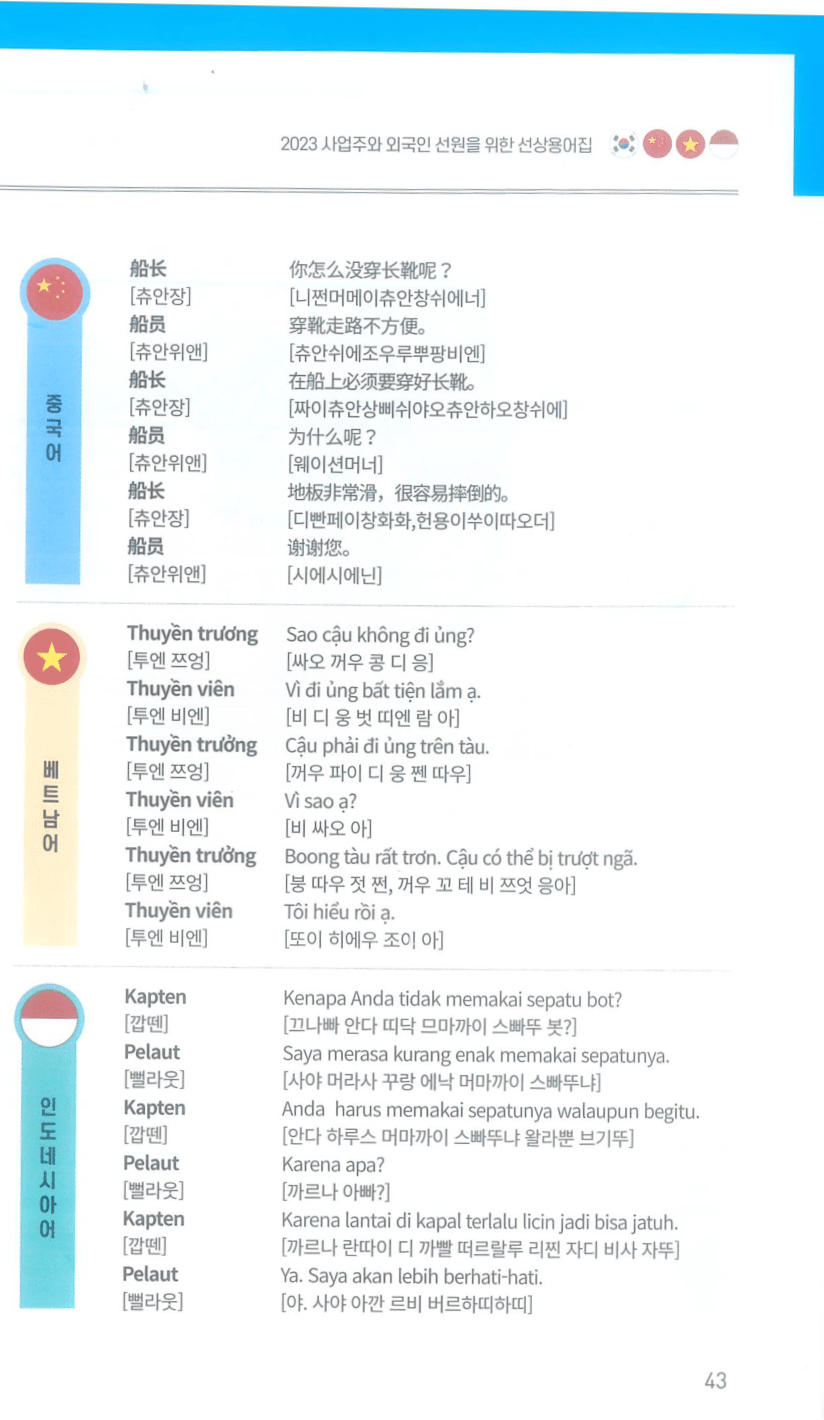 2023 사업주와 외국인 선원을 위한 선상용어집
중국어
船长 你怎么没穿长靴呢？
[츄안장] [니쩐머메이츄안창쉬에너]
船员 穿靴走路不方便。
[츄안위앤] [츄안쉬에조우루뿌팡비엔]
船长 在船上必须要穿好长靴。
[츄안장] [짜이츄안상삐쉬야오츄안하오창쉬에]
船员 为什么呢？
[츄안위앤] [웨이션머너]
船长 地板非常滑，很容易摔倒的。
[츄안장] [디빤페이창화화,헌용이쑤이따오더]
船员 谢谢您。
[츄안위앤] [시에시에닌]
베트남어
Thuyền trương Sao cậu không đi ủng?
[투엔 쯔엉] [싸오 꺼우 콩 디 응]
Thuyền viên Vì đi ủng bất tiện lắm ạ.
[투엔 비엔] [비 디 웅 벗 띠엔 람 아]
Thuyền trưởng Cậu phải đi ủng trên tàu.
[투엔 쯔엉] [꺼우 파이 디 웅 쩬 따우]
Thuyền viên Vì sao ạ?
[투엔 비엔] [비 싸오 아]
Thuyền trưởng Boong tàu rất trơn. Cậu có thể bị trượt ngã.
[투엔 쯔엉] [붕 따우 젓 쩐, 꺼우 꼬 테 비 쯔엇 응아]
Thuyền viên Tôi hiểu rồi ạ.
[투엔 비엔] [또이 히에우 조이 아]
인도네시아어
Kapten Kenapa Anda tidak memakai sepatu bot?
[깝뗀] [끄나빠 안다 띠닥 므마까이 스빠뚜 봇?]
Pelaut Saya merasa kurang enak memakai sepatunya.
[뻘라웃] [사야 머라사 꾸랑 에낙 머마까이 스빠뚜냐]
Kapten Anda harus memakai sepatunya walaupun begitu.
[깝뗀] [안다 하루스 머마까이 스빠뚜냐 왈라뿐 브기뚜]
Pelaut Karena apa?
[뻘라웃] [까르나 아빠?]
Kapten Karena lantai di kapal terlalu licin jadi bisa jatuh.
[깝뗀] [까르나 란따이 디 까빨 떠르랄루 리찐 자디 비사 자뚜]
Pelaut Ya. Saya akan lebih berhati-hati.
[뻘라웃] [야. 사야 아깐 르비 버르하띠하띠]
43